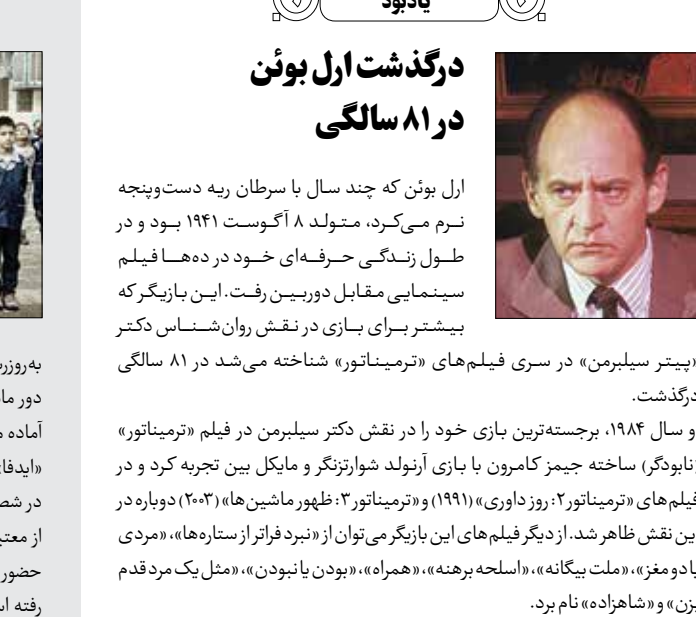 یادبود
درگذشت ارل بوئن
در ۸۱ سالگی
ارل بوئن که چند سال با سرطان ریه دست‌وپنجه
نرم می‌کرد، متولد ۸ آگوست ۱۹۴۱ بود و در
طول زندگی حرفه‌ای خود در ده‌ها فیلم
سینمایی مقابل دوربین رفت. این بازیگر که
بیشتر برای بازی در نقش روان‌شناس دکتر
«پیتر سیلبرمن» در سری فیلم‌های «ترمیناتور» شناخته می‌شد در ۸۱ سالگی
درگذشت.
و سال ۱۹۸۴، برجسته‌ترین بازی خود را در نقش دکتر سیلبرمن در فیلم «ترمیناتور»
(نابودگر) ساخته جیمز کامرون با بازی آرنولد شوارتزنگر و مایکل بین تجربه کرد و در
فیلم‌های «ترمیناتور ۲: روز داوری» (۱۹۹۱) و «ترمیناتور ۳: ظهور ماشین‌ها» (۲۰۰۳) دوباره در
این نقش ظاهر شد. از دیگر فیلم‌های این بازیگر می‌توان از «نبرد فراتر از ستاره‌ها»، «مردی
با دو مغز»، «ملت بیگانه»، «اسلحه برهنه»، «همراه»، «بودن یا نبودن»، «مثل یک مرد قدم
بزن» و «شاهزاده» نام برد.
دور
آماده
در
از
حضور
رفته